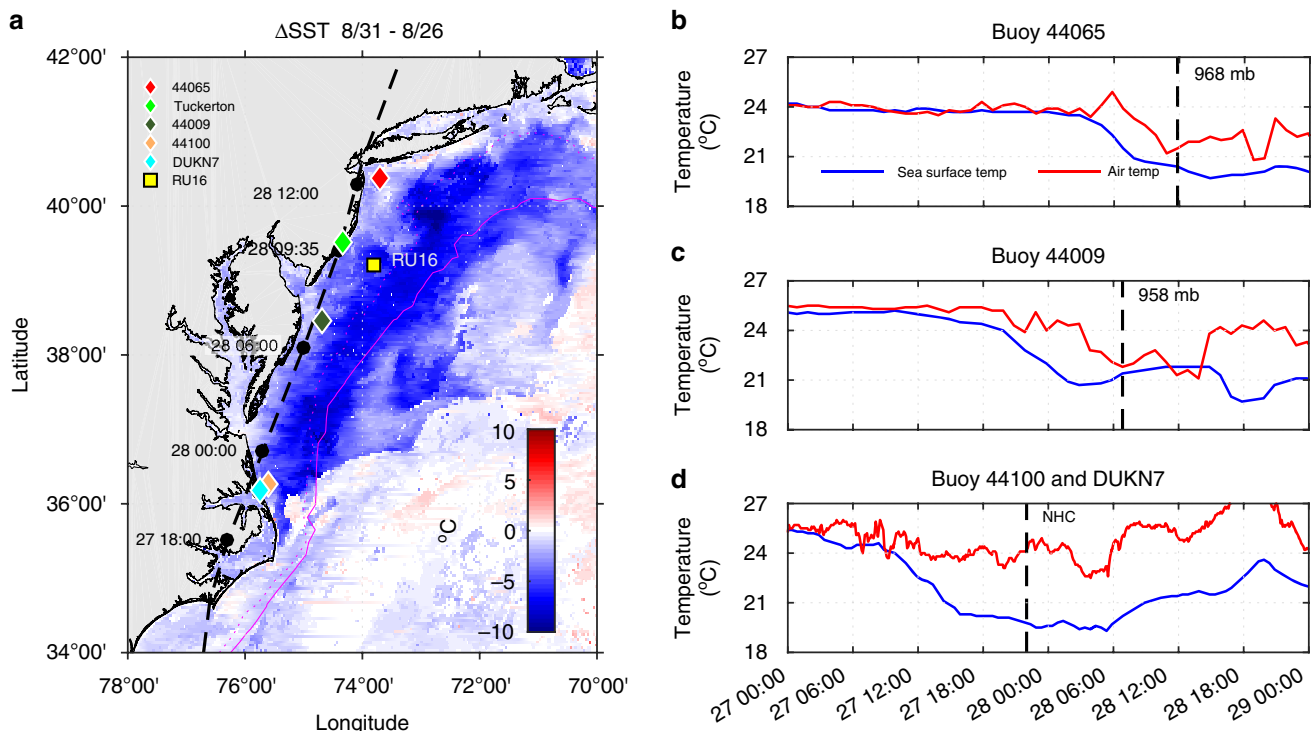 a
ΔSST 8/31 - 8/26
42°00'
40°00'
38°00'
36°00'
34°00'
Latitude
44065
Tuckerton
44009
44100
DUKN7
RU16
28 12:00
28 09:35
RU16
28 06:00
28 00:00
27 18:00
10
5
0
−5
−10
°C
78°00'
76°00'
74°00'
72°00'
70°00'
Longitude
b
Buoy 44065
27
24
21
18
Temperature
(°C)
968 mb
Sea surface temp
Air temp
c
Buoy 44009
27
24
21
18
Temperature
(°C)
958 mb
d
Buoy 44100 and DUKN7
27
24
21
18
Temperature
(°C)
NHC
27 00:00
27 06:00
27 12:00
27 18:00
28 00:00
28 06:00
28 12:00
28 18:00
29 00:00